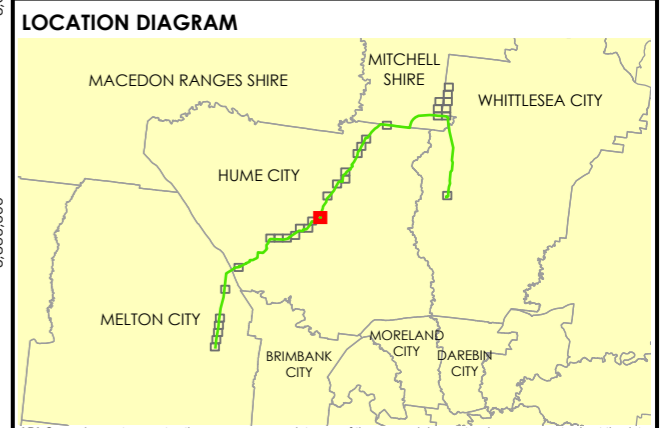 LOCATION DIAGRAM
MITCHELL
SHIRE
MACEDON RANGES SHIRE
WHITTLESEA CITY
HUME CITY
MELTON CITY
BRIMBANK
CITY
MORELAND
CITY
DAREBIN
CITY